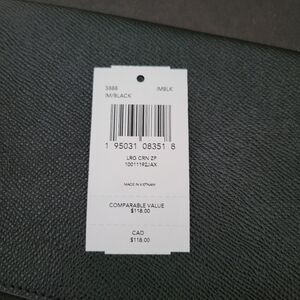 3888 IMBLK
IM/BLACK
1 95031 08351 8
LRG CRN ZP
10011192JAX
MADE IN VIETNAM
COMPARABLE VALUE
$118.00
CAD
$118.00